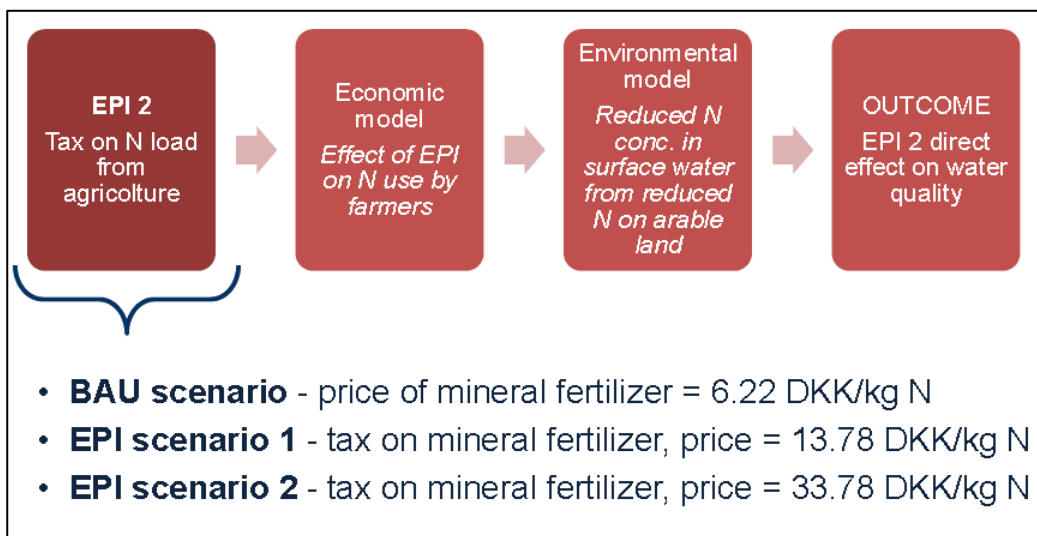 EPI 2
Tax on N load
from
agricolture
Economic
model
Effect of EPI
on N use by
farmers
Environmental
model
Reduced N
conc. in
surface water
from reduced
N on arable
land
OUTCOME
EPI 2 direct
effect on water
quality
• BAU scenario - price of mineral fertilizer = 6.22 DKK/kg N
• EPI scenario 1 - tax on mineral fertilizer, price = 13.78 DKK/kg N
• EPI scenario 2 - tax on mineral fertilizer, price = 33.78 DKK/kg N